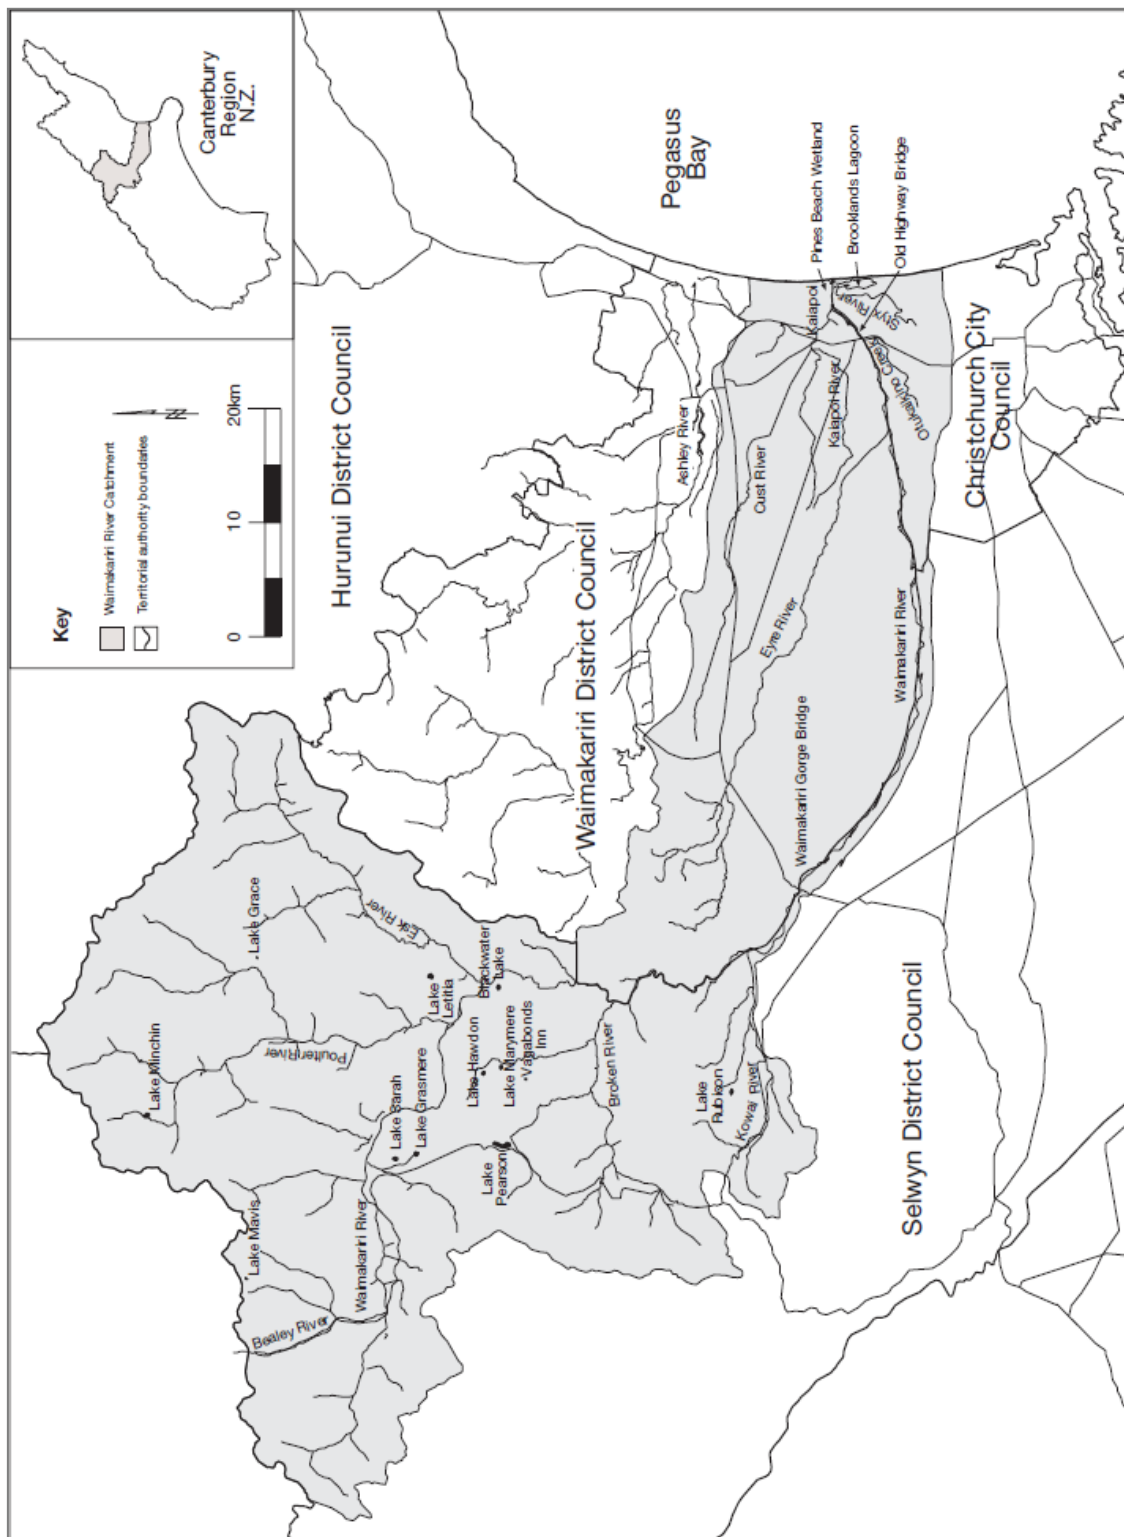 Canterbury
Region
N.Z.
Key
Waimakariri River Catchment
Territorial authority boundaries
N
0
10
20km
Hurunui District Council
Waimakariri District Council
Pegasus
Bay
Christchurch City
Council
Selwyn District Council
Pines Beach Wetland
Brooklands Lagoon
Old Highway Bridge
Kaiapoi
Styx River
Kaiapoi River
Otukaikino Creek
Ashley River
Cust River
Eyre River
Waimakariri River
Waimakariri Gorge Bridge
Lake Grace
Esk River
Lake Minchin
Poulter River
Lake
Letitia
Blackwater
Lake
Lake Sarah
Lake Grasmere
Lake Hawdon
Lake Marymere
Vagabonds
Inn
Lake
Pearson
Broken River
Lake
Rubicon
Kowai River
Lake Mavis
Waimakariri River
Bealey River